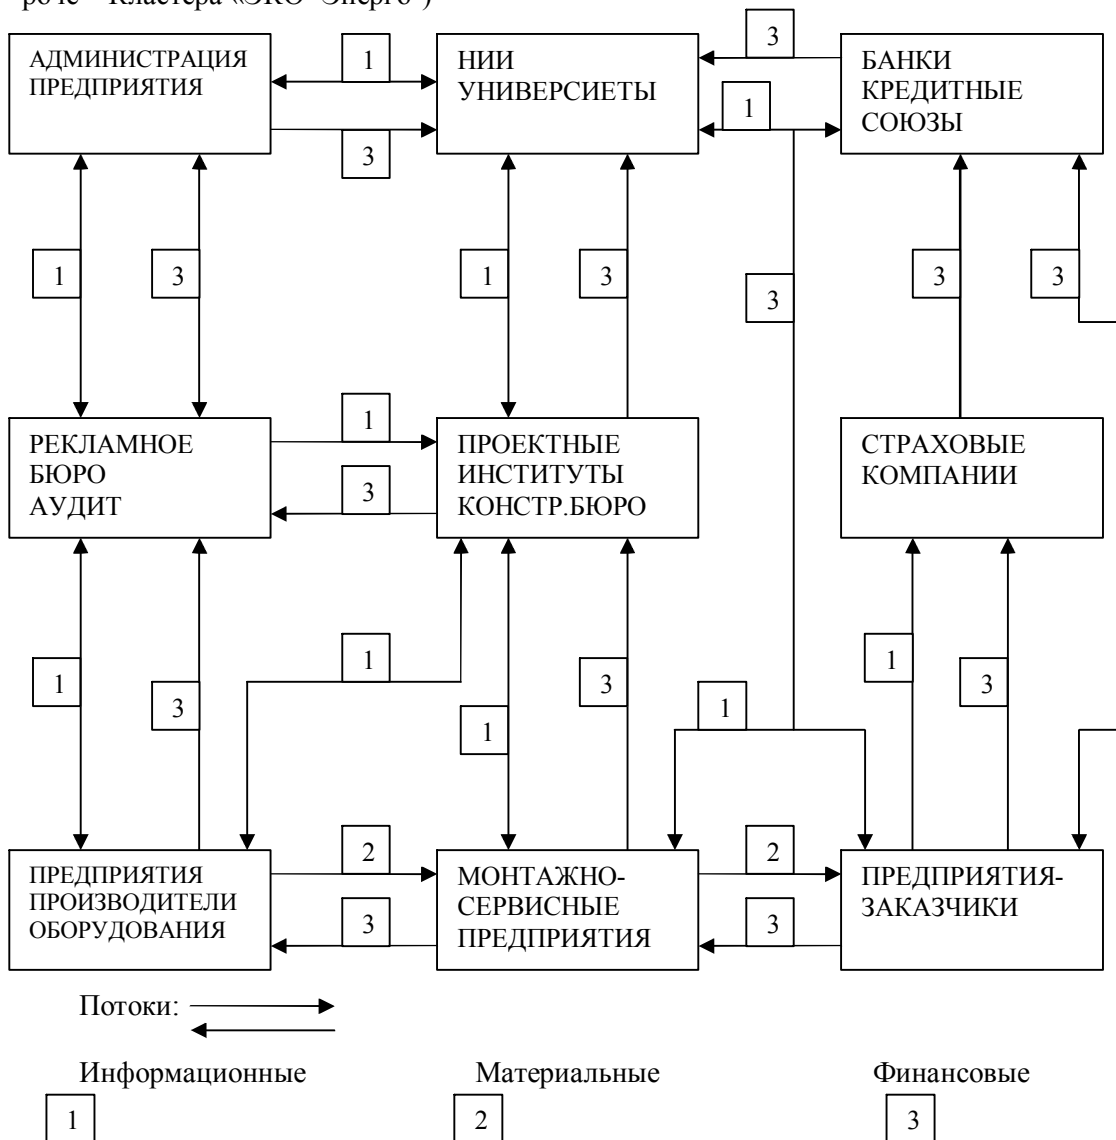 роче – Кластера «ЭКО–Энерго")
АДМИНИСТРАЦИЯ
ПРЕДПРИЯТИЯ
1
3
НИИ
УНИВЕРСИЕТЫ
3
1
БАНКИ
КРЕДИТНЫЕ
СОЮЗЫ
1
3
1
3
3
3
3
РЕКЛАМНОЕ
БЮРО
АУДИТ
1
3
ПРОЕКТНЫЕ
ИНСТИТУТЫ
КОНСТР.БЮРО
СТРАХОВЫЕ
КОМПАНИИ
1
3
1
1
3
1
1
3
ПРЕДПРИЯТИЯ
ПРОИЗВОДИТЕЛИ
ОБОРУДОВАНИЯ
2
3
МОНТАЖНО-
СЕРВИСНЫЕ
ПРЕДПРИЯТИЯ
2
3
ПРЕДПРИЯТИЯ-
ЗАКАЗЧИКИ
Потоки:
Информационные
Материальные
Финансовые
1
2
3